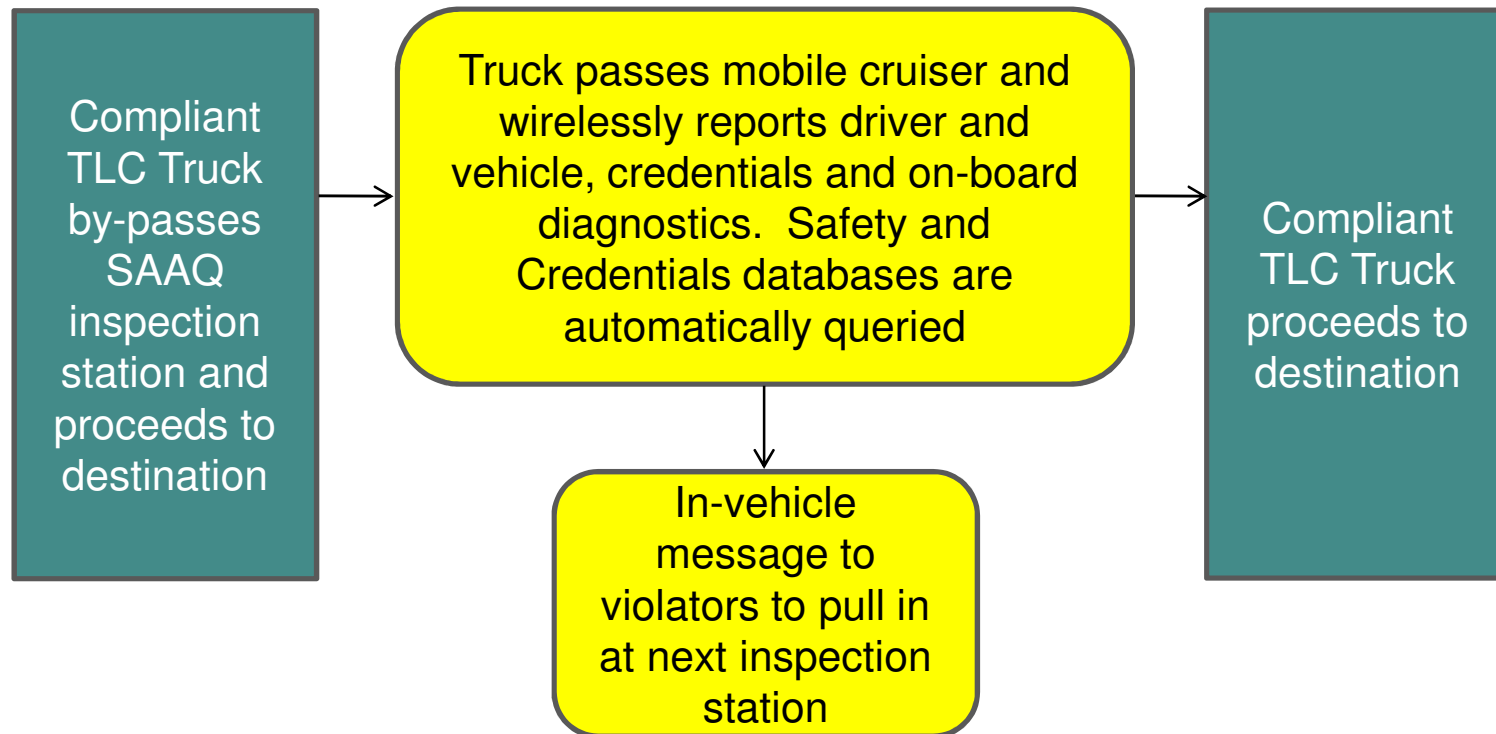 Compliant
TLC Truck
by-passes
SAAQ
inspection
station and
proceeds to
destination
Truck passes mobile cruiser and
wirelessly reports driver and
vehicle, credentials and on-board
diagnostics.  Safety and
Credentials databases are
automatically queried
Compliant
TLC Truck
proceeds to
destination
In-vehicle
message to
violators to pull in
at next inspection
station